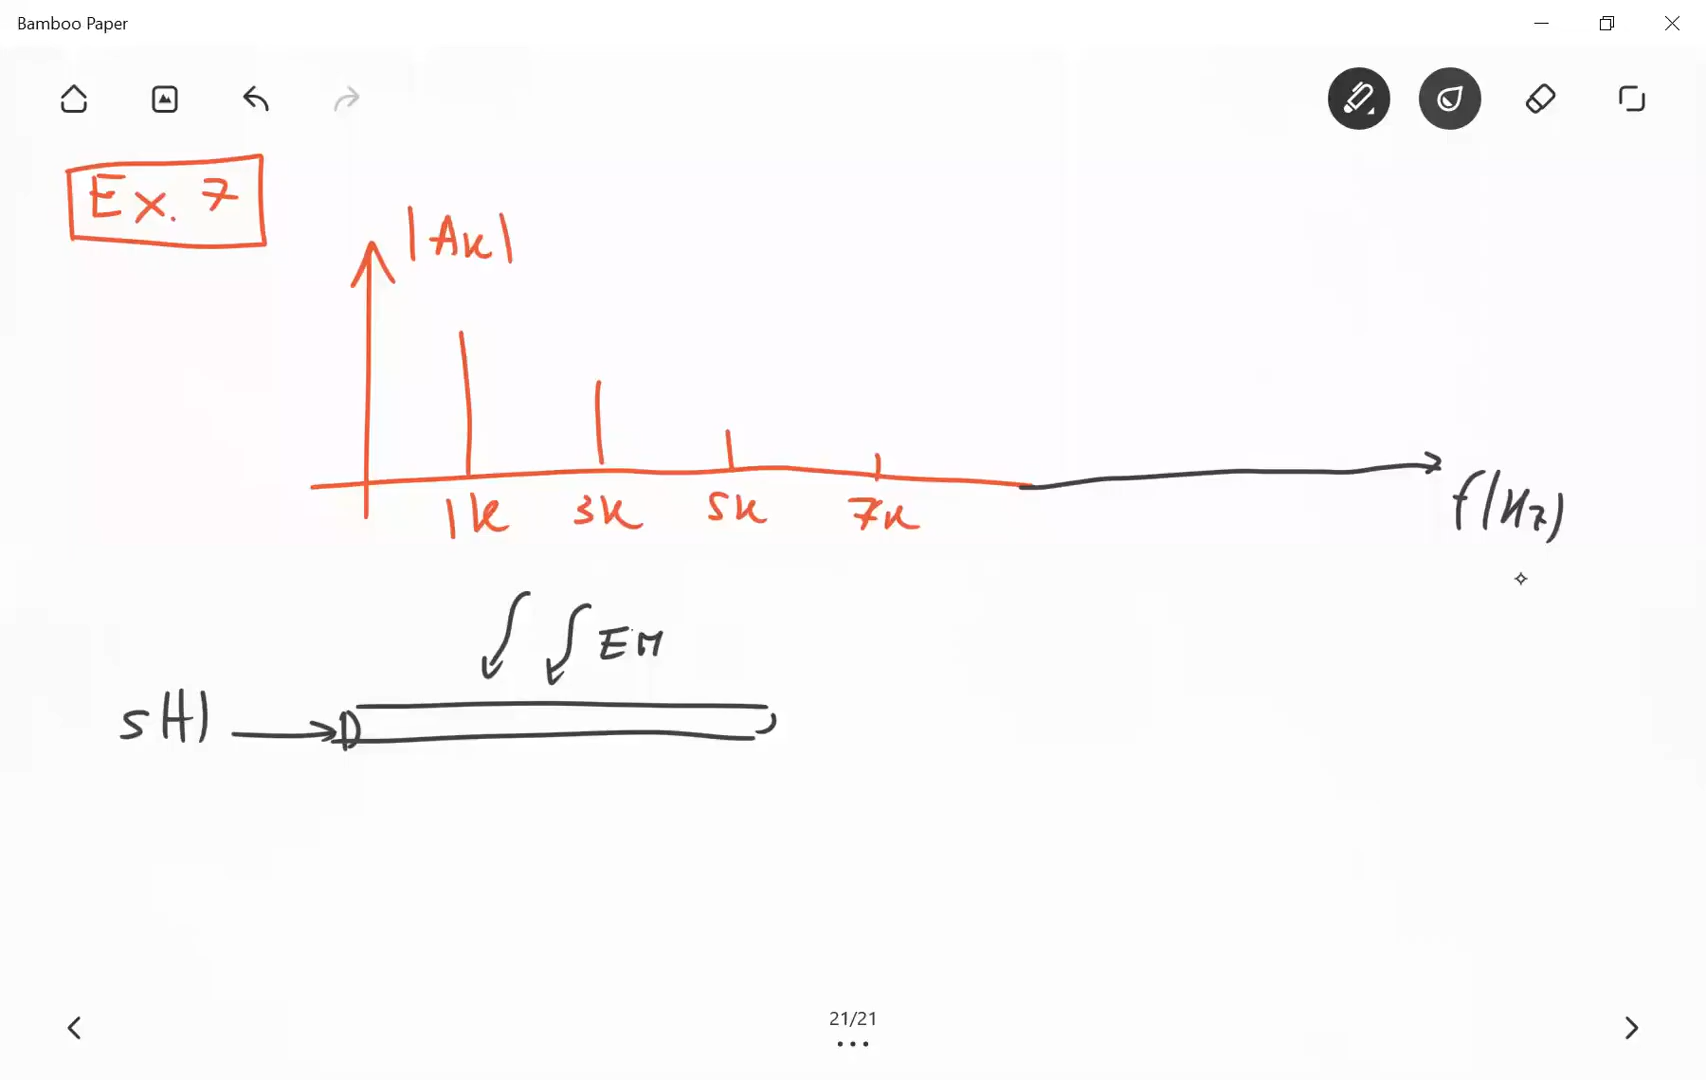 Bamboo Paper
Ex. 7
|Ak|
1k 3k 5k 7k
f(Hz)
EM
s(t)
21/21